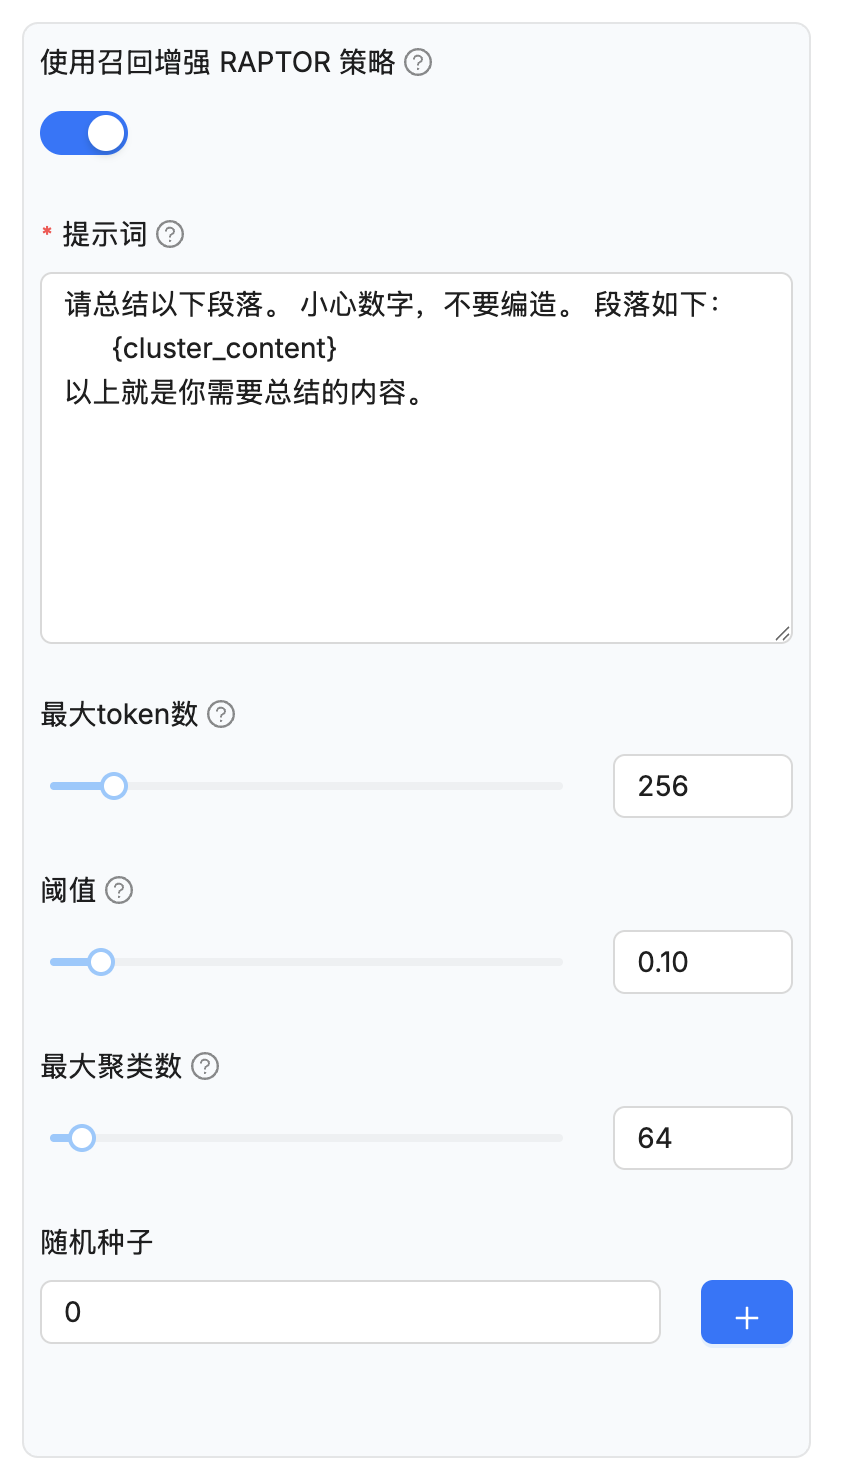 使用召回增强 RAPTOR 策略 ?
* 提示词 ?
请总结以下段落。 小心数字，不要编造。 段落如下：
{cluster_content}
以上就是你需要总结的内容。
最大token数 ?
256
阈值 ?
0.10
最大聚类数 ?
64
随机种子
0 +